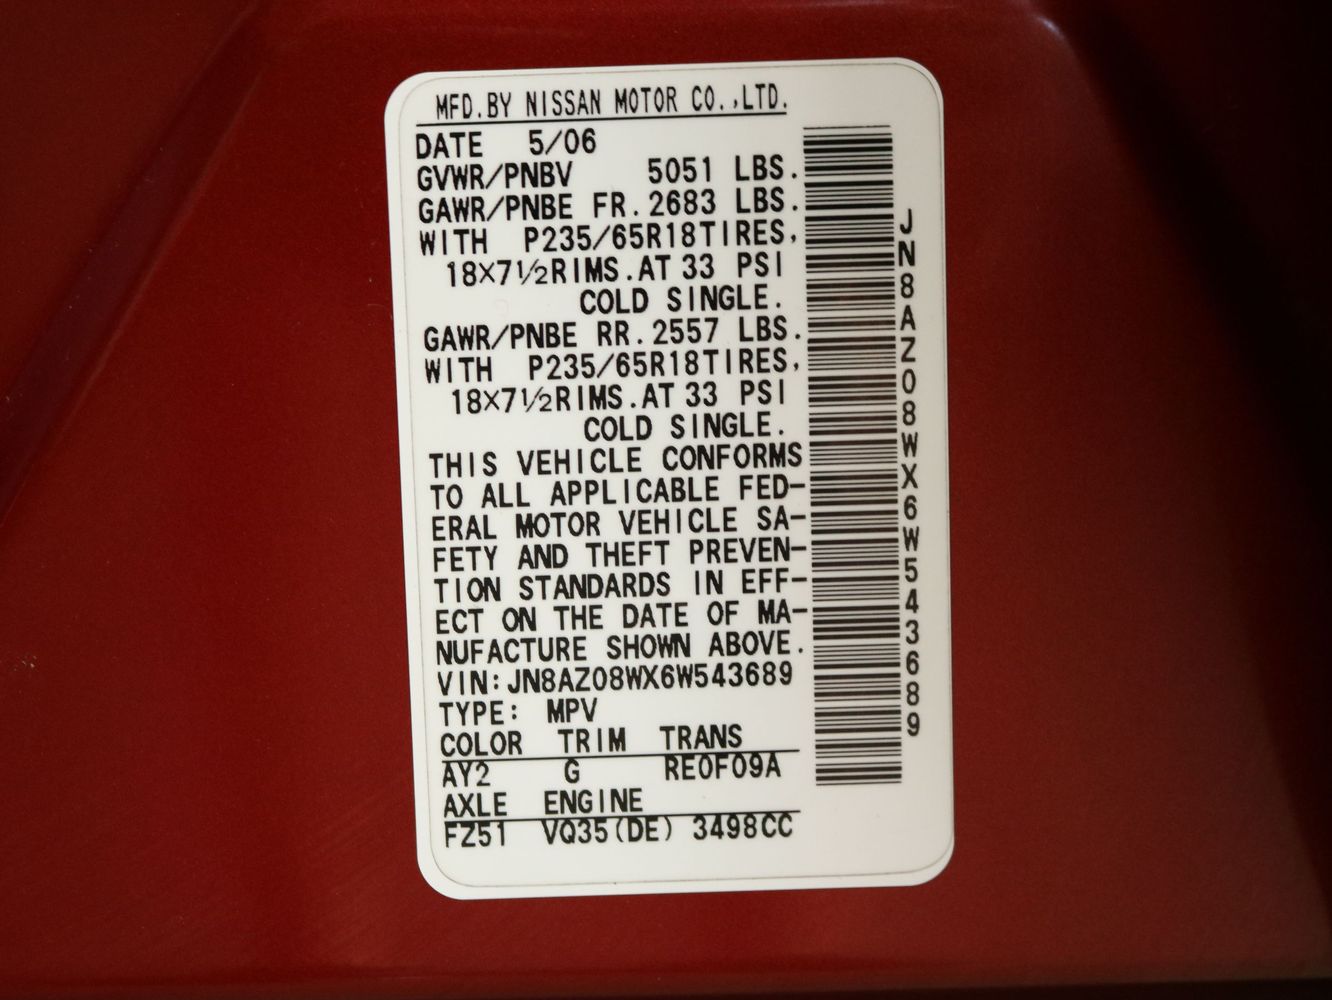 MFD.BY NISSAN MOTOR CO.,LTD.
DATE 5/06
GVWR/PNBV 5051 LBS.
GAWR/PNBE FR.2683 LBS.
WITH P235/65R18TIRES,
18×7½RIMS.AT 33 PSI
COLD SINGLE.
GAWR/PNBE RR.2557 LBS.
WITH P235/65R18TIRES,
18×7½RIMS.AT 33 PSI
COLD SINGLE.
THIS VEHICLE CONFORMS
TO ALL APPLICABLE FED-
ERAL MOTOR VEHICLE SA-
FETY AND THEFT PREVEN-
TION STANDARDS IN EFF-
ECT ON THE DATE OF MA-
NUFACTURE SHOWN ABOVE.
VIN:JN8AZ08WX6W543689
TYPE: MPV
COLOR TRIM TRANS
AY2 G RE0F09A
AXLE ENGINE
FZ51 VQ35(DE) 3498CC
JN8AZ08WX6W543689